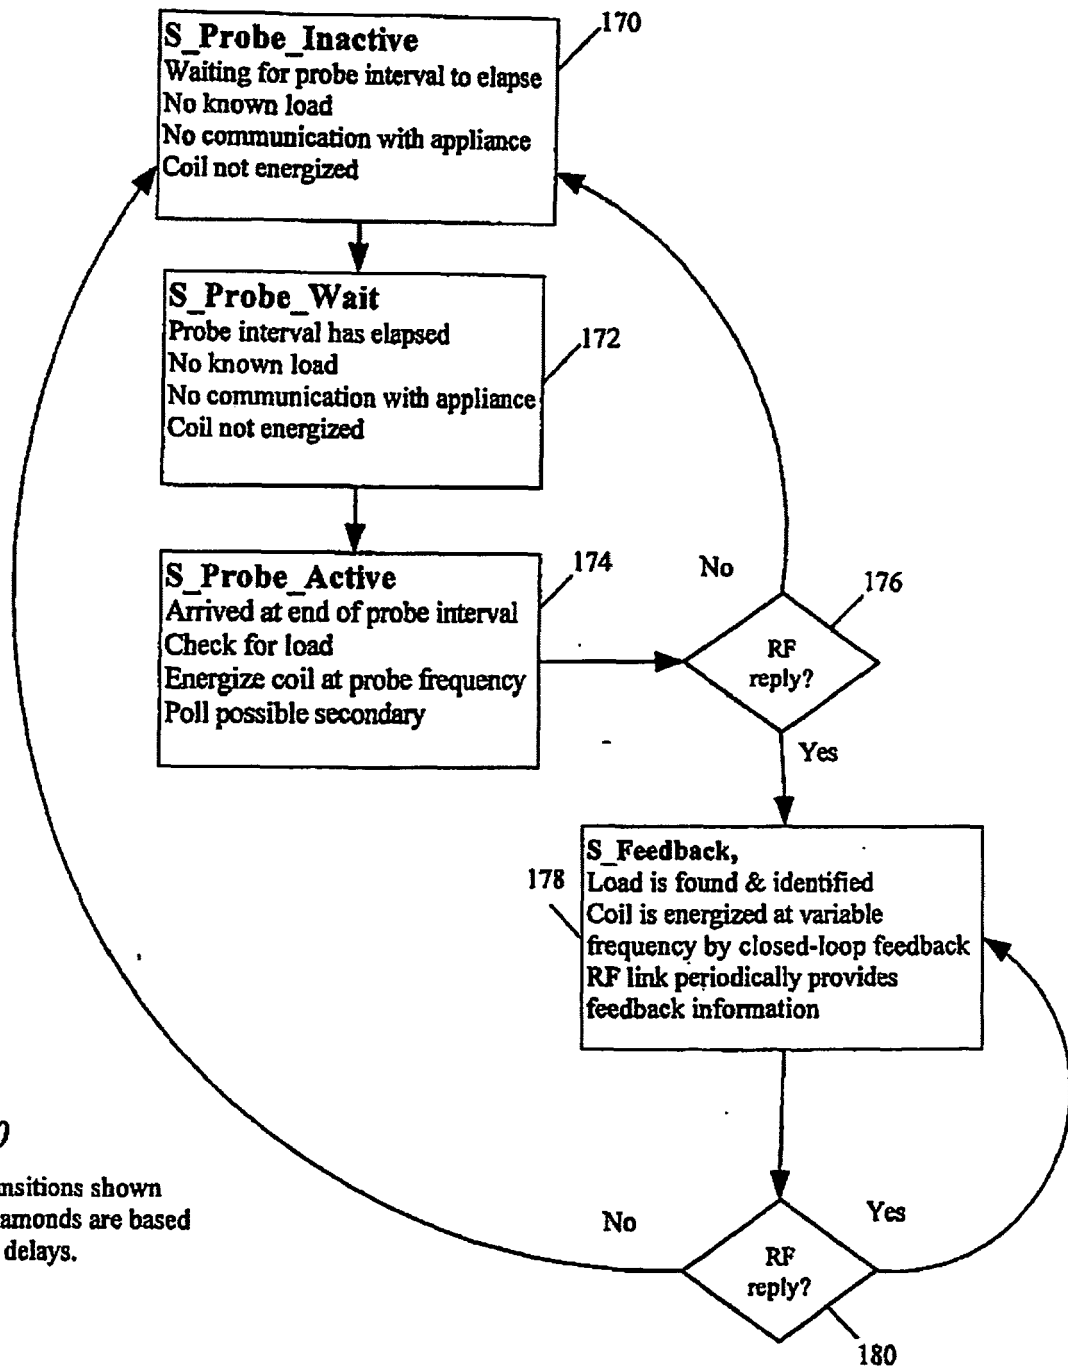 170
S_Probe_Inactive
Waiting for probe interval to elapse
No known load
No communication with appliance
Coil not energized
S_Probe_Wait
Probe interval has elapsed
No known load
No communication with appliance
Coil not energized
172
S_Probe_Active
Arrived at end of probe interval
Check for load
Energize coil at probe frequency
Poll possible secondary
174
No
176
RF
reply?
Yes
S_Feedback,
Load is found & identified
Coil is energized at variable
frequency by closed-loop feedback
RF link periodically provides
feedback information
178
nsitions shown
amonds are based
delays.
No
Yes
RF
reply?
180